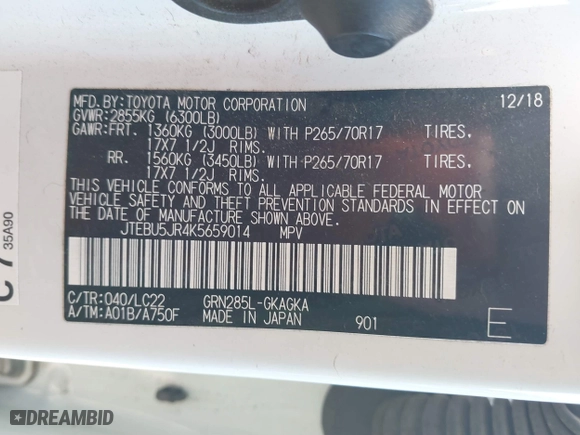 MFD.BY:TOYOTA MOTOR CORPORATION 12/18
GVWR:2855KG (6300LB)
GAWR:FRT. 1360KG (3000LB) WITH P265/70R17 TIRES,
17X7 1/2J RIMS.
RR. 1560KG (3450LB) WITH P265/70R17 TIRES,
17X7 1/2J RIMS.
THIS VEHICLE CONFORMS TO ALL APPLICABLE FEDERAL MOTOR
VEHICLE SAFETY AND THEFT PREVENTION STANDARDS IN EFFECT ON
THE DATE OF MANUFACTURE SHOWN ABOVE.
JTEBU5JR4K5659014 MPV
C/TR:040/LC22 GRN285L-GKAGKA
A/TM:A01B/A750F MADE IN JAPAN 901 E
35A90
DREAMBID